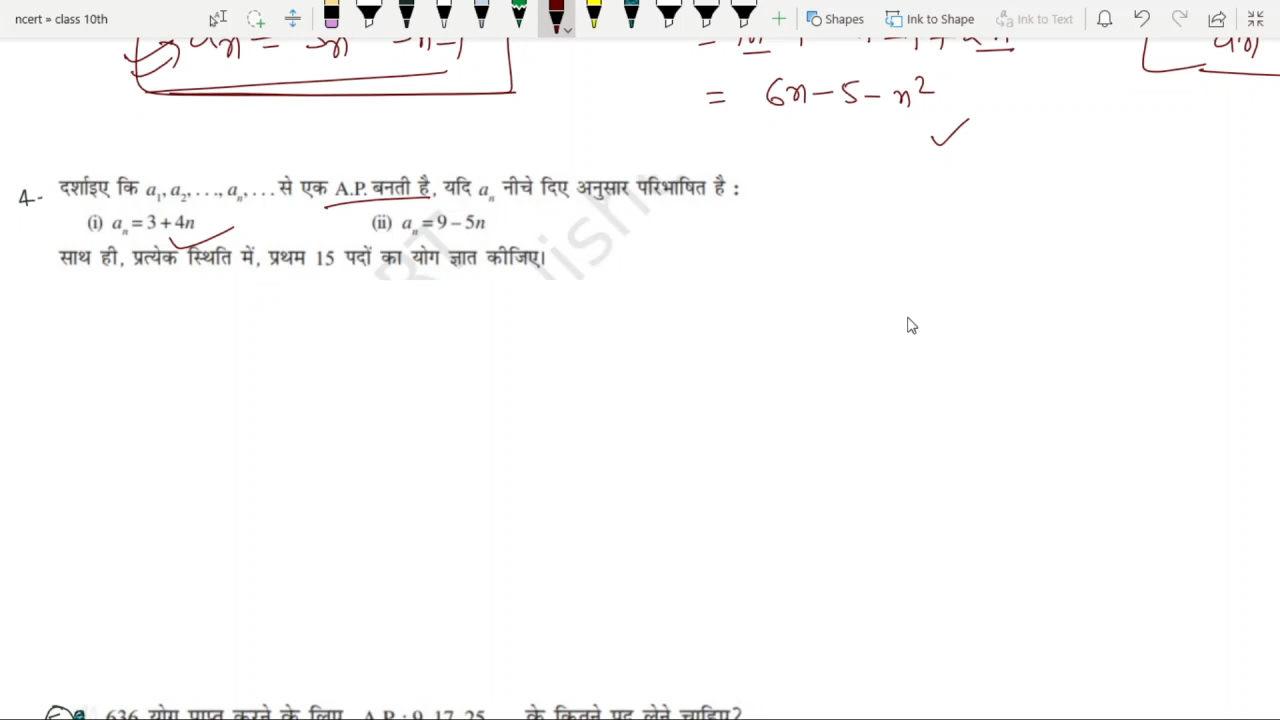 ncert » class 10th
Shapes Ink to Shape Ink to Text
= 6n - 5 - n²
4- दर्शाइए कि a₁, a₂, . . ., aₙ, . . . से एक A.P. बनती है, यदि aₙ नीचे दिए अनुसार परिभाषित है :
(i) aₙ = 3 + 4n (ii) aₙ = 9 – 5n
साथ ही, प्रत्येक स्थिति में, प्रथम 15 पदों का योग ज्ञात कीजिए।
636 योग प्राप्त करने के लिए, A.P. : 9, 17, 25, के कितने पद लेने चाहिए?